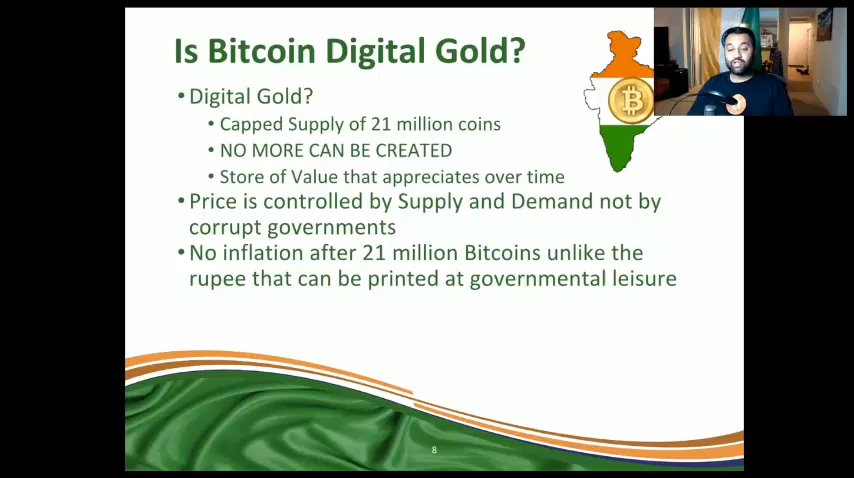 Is Bitcoin Digital Gold?
• Digital Gold?
• Capped Supply of 21 million coins
• NO MORE CAN BE CREATED
• Store of Value that appreciates over time
• Price is controlled by Supply and Demand not by
corrupt governments
• No inflation after 21 million Bitcoins unlike the
rupee that can be printed at governmental leisure
8